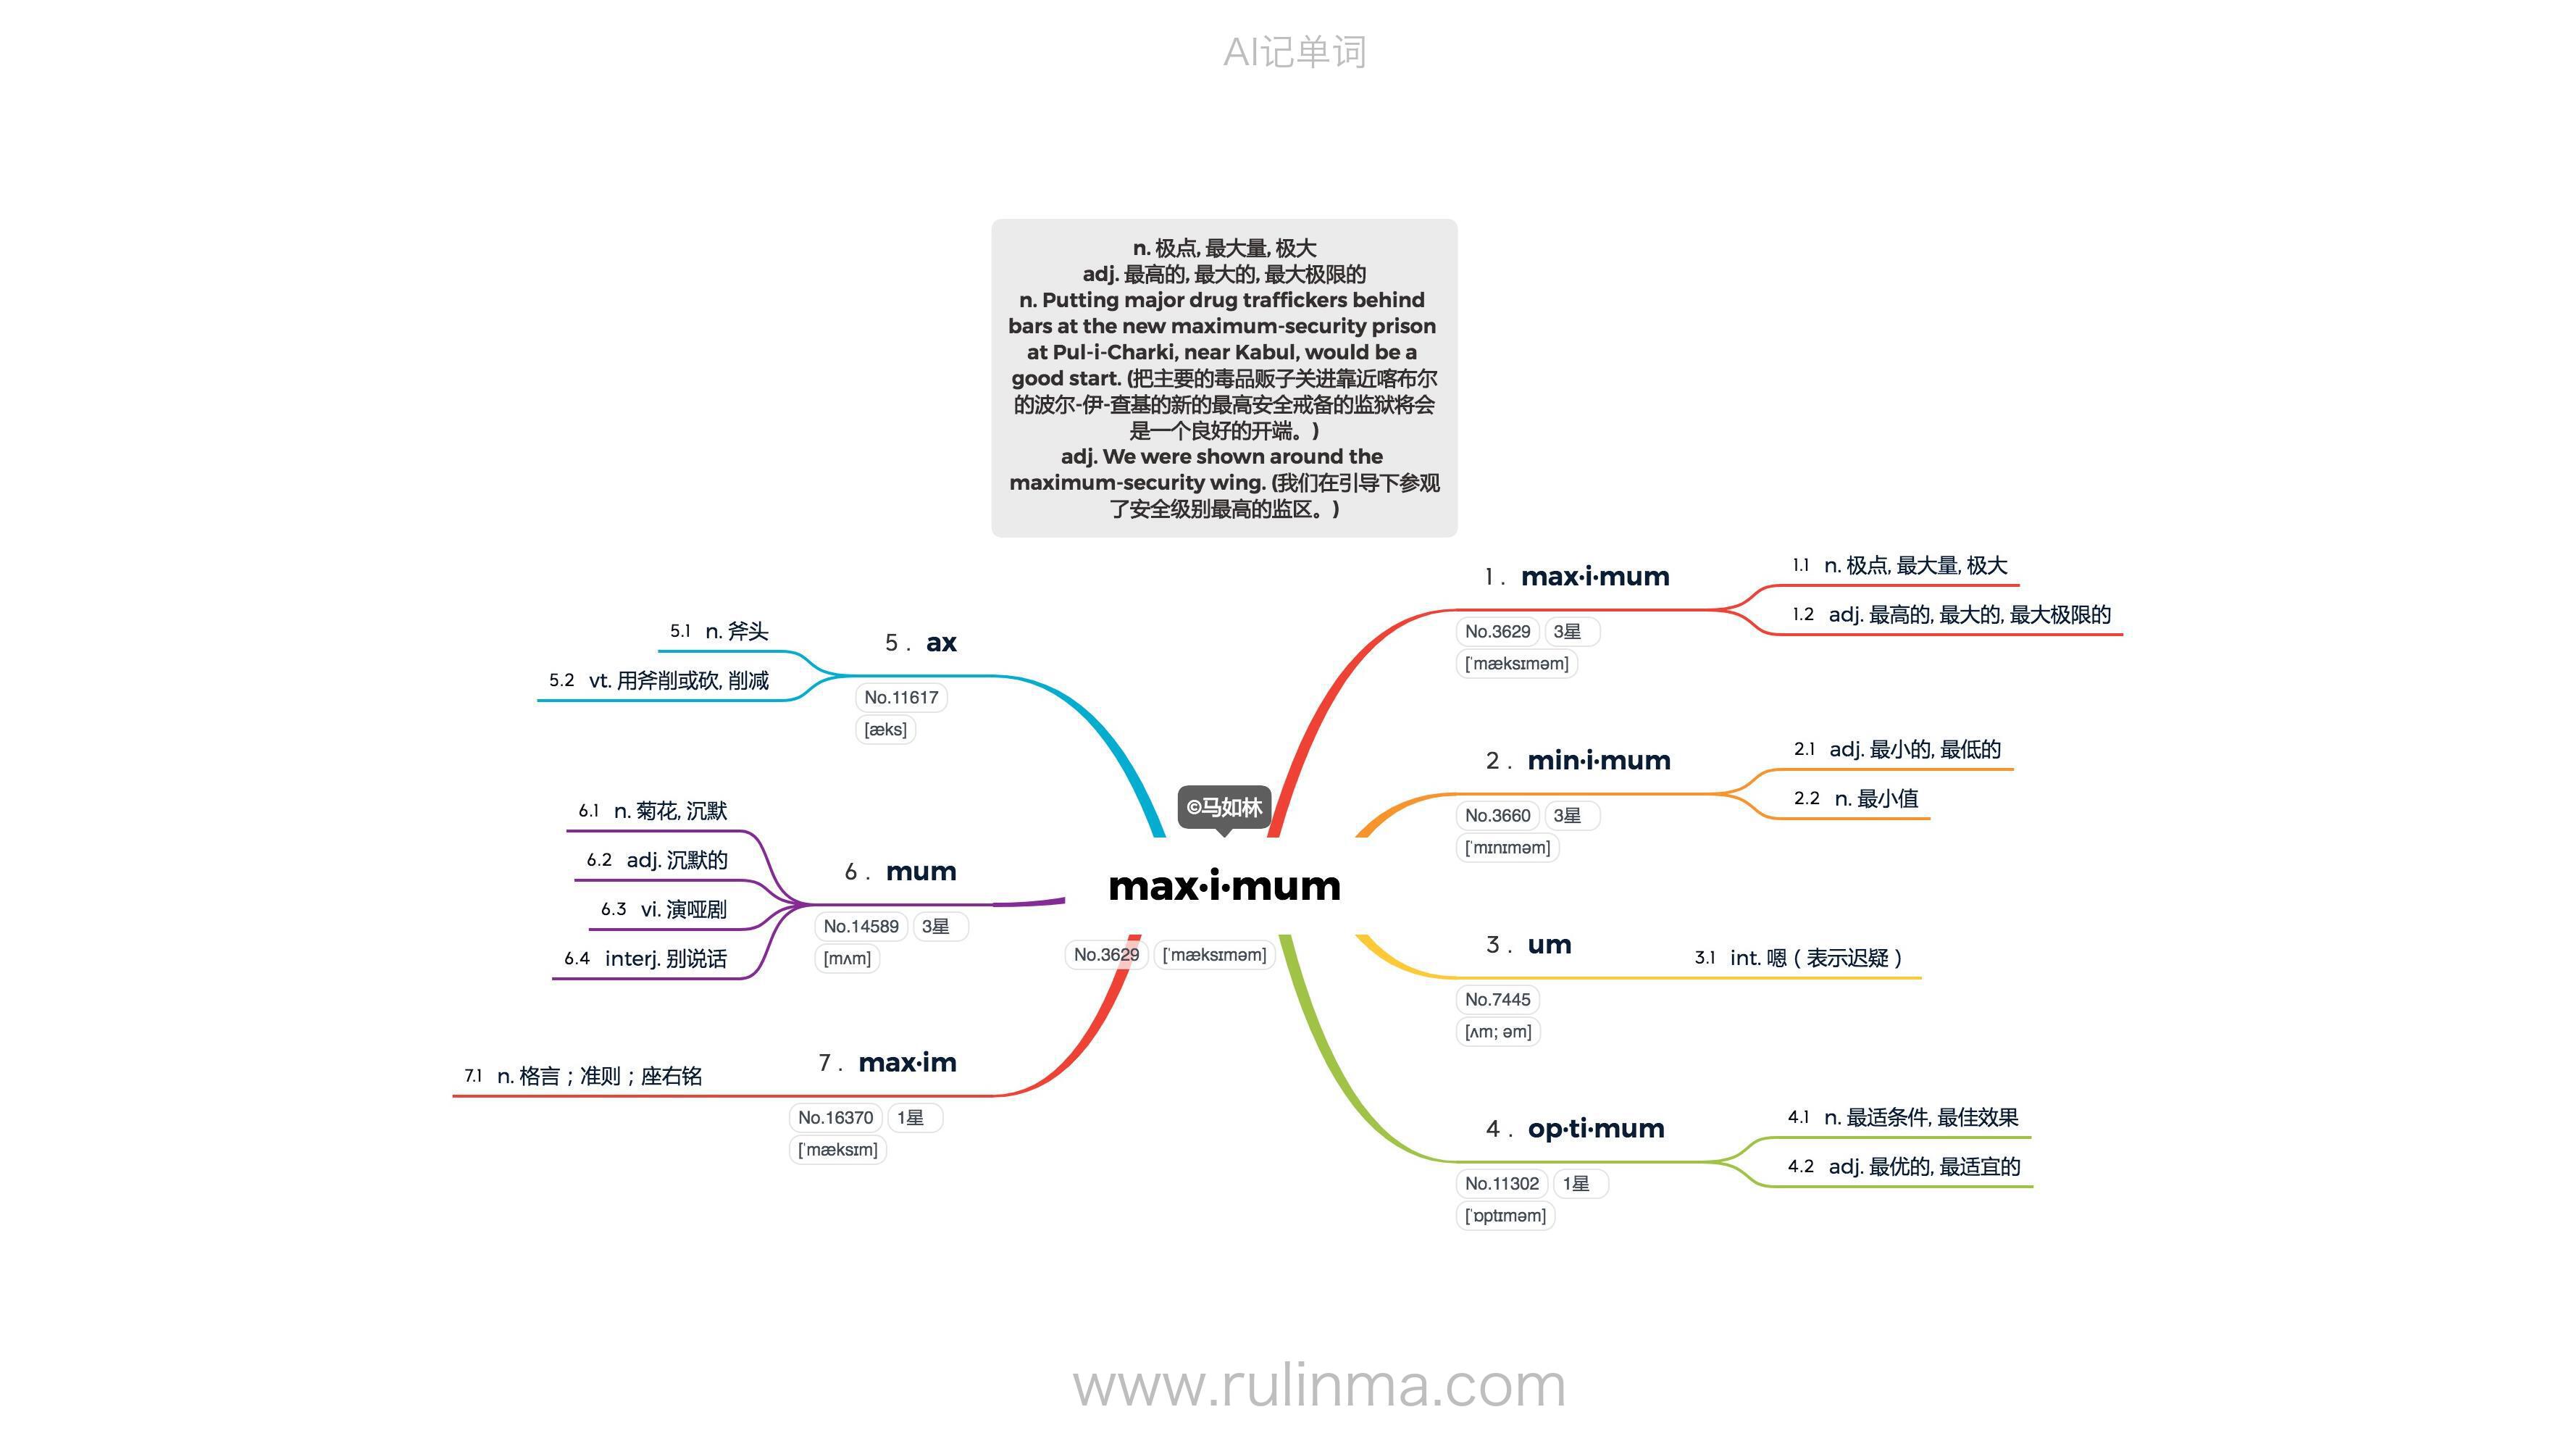 AI记单词
n. 极点, 最大量, 极大
adj. 最高的, 最大的, 最大极限的
n. Putting major drug traffickers behind
bars at the new maximum-security prison
at Pul-i-Charki, near Kabul, would be a
good start. (把主要的毒品贩子关进靠近喀布尔
的波尔-伊-查基的新的最高安全戒备的监狱将会
是一个良好的开端。)
adj. We were shown around the
maximum-security wing. (我们在引导下参观
了安全级别最高的监区。)
©马如林
max·i·mum
No.3629 [ˈmæksɪməm]
1 . max·i·mum
No.3629 3星
[ˈmæksɪməm]
1.1 n. 极点, 最大量, 极大
1.2 adj. 最高的, 最大的, 最大极限的
2 . min·i·mum
No.3660 3星
[ˈmɪnɪməm]
2.1 adj. 最小的, 最低的
2.2 n. 最小值
3 . um
No.7445
[ʌm; əm]
3.1 int. 嗯（表示迟疑）
4 . op·ti·mum
No.11302 1星
[ˈɒptɪməm]
4.1 n. 最适条件, 最佳效果
4.2 adj. 最优的, 最适宜的
5 . ax
No.11617
[æks]
5.1 n. 斧头
5.2 vt. 用斧削或砍, 削减
6 . mum
No.14589 3星
[mʌm]
6.1 n. 菊花, 沉默
6.2 adj. 沉默的
6.3 vi. 演哑剧
6.4 interj. 别说话
7 . max·im
No.16370 1星
[ˈmæksɪm]
7.1 n. 格言；准则；座右铭
www.rulinma.com